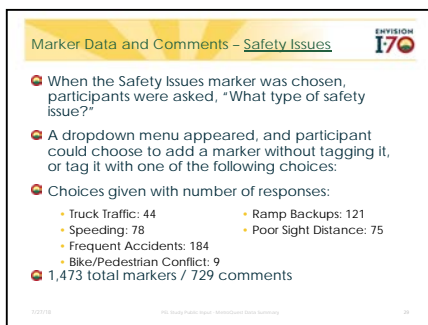 Marker Data and Comments – Safety Issues
ENVISION
I-70
When the Safety Issues marker was chosen,
participants were asked, "What type of safety
issue?"
A dropdown menu appeared, and participant
could choose to add a marker without tagging it,
or tag it with one of the following choices:
Choices given with number of responses:
• Truck Traffic: 44
• Speeding: 78
• Frequent Accidents: 184
• Bike/Pedestrian Conflict: 9
• Ramp Backups: 121
• Poor Sight Distance: 75
1,473 total markers / 729 comments